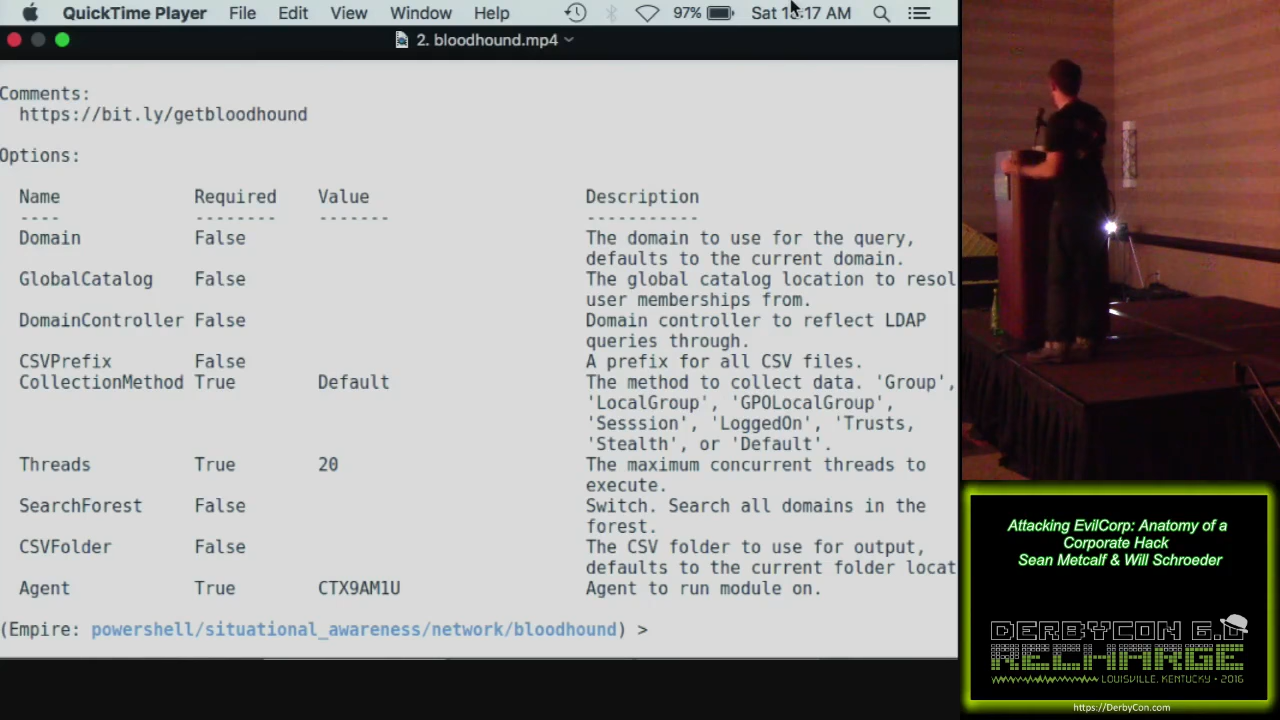 QuickTime Player File Edit View Window Help 97% Sat 17 AM
2. bloodhound.mp4
Comments:
https://bit.ly/getbloodhound
Options:
Name Required Value Description
---- -------- ------- -----------
Domain False The domain to use for the query,
defaults to the current domain.
GlobalCatalog False The global catalog location to resol
user memberships from.
DomainController False Domain controller to reflect LDAP
queries through.
CSVPrefix False A prefix for all CSV files.
CollectionMethod True Default The method to collect data. 'Group',
'LocalGroup', 'GPOLocalGroup',
'Sesssion', 'LoggedOn', 'Trusts,
'Stealth', or 'Default'.
Threads True 20 The maximum concurrent threads to
execute.
SearchForest False Switch. Search all domains in the
forest.
CSVFolder False The CSV folder to use for output,
defaults to the current folder locat
Agent True CTX9AM1U Agent to run module on.
(Empire: powershell/situational_awareness/network/bloodhound) >
Attacking EvilCorp: Anatomy of a
Corporate Hack
Sean Metcalf & Will Schroeder
DERBYCON 6.0
RECHARGE
LOUISVILLE, KENTUCKY • 2016
https://DerbyCon.com